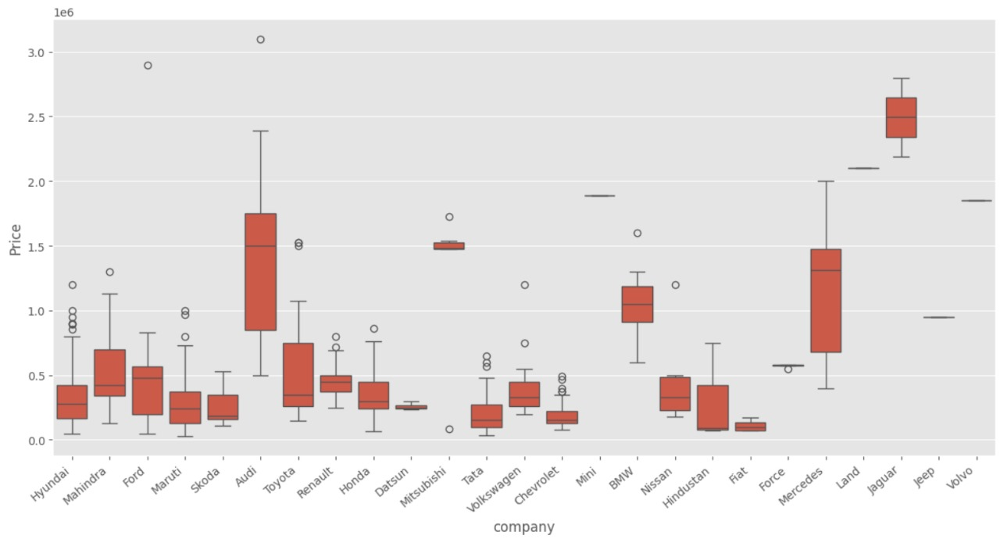 1e6
3.0
2.5
2.0
1.5
1.0
0.5
0.0
Price
Hyundai
Mahindra
Ford
Maruti
Skoda
Audi
Toyota
Renault
Honda
Datsun
Mitsubishi
Tata
Volkswagen
Chevrolet
Mini
BMW
Nissan
Hindustan
Fiat
Force
Mercedes
Land
Jaguar
Jeep
Volvo
company